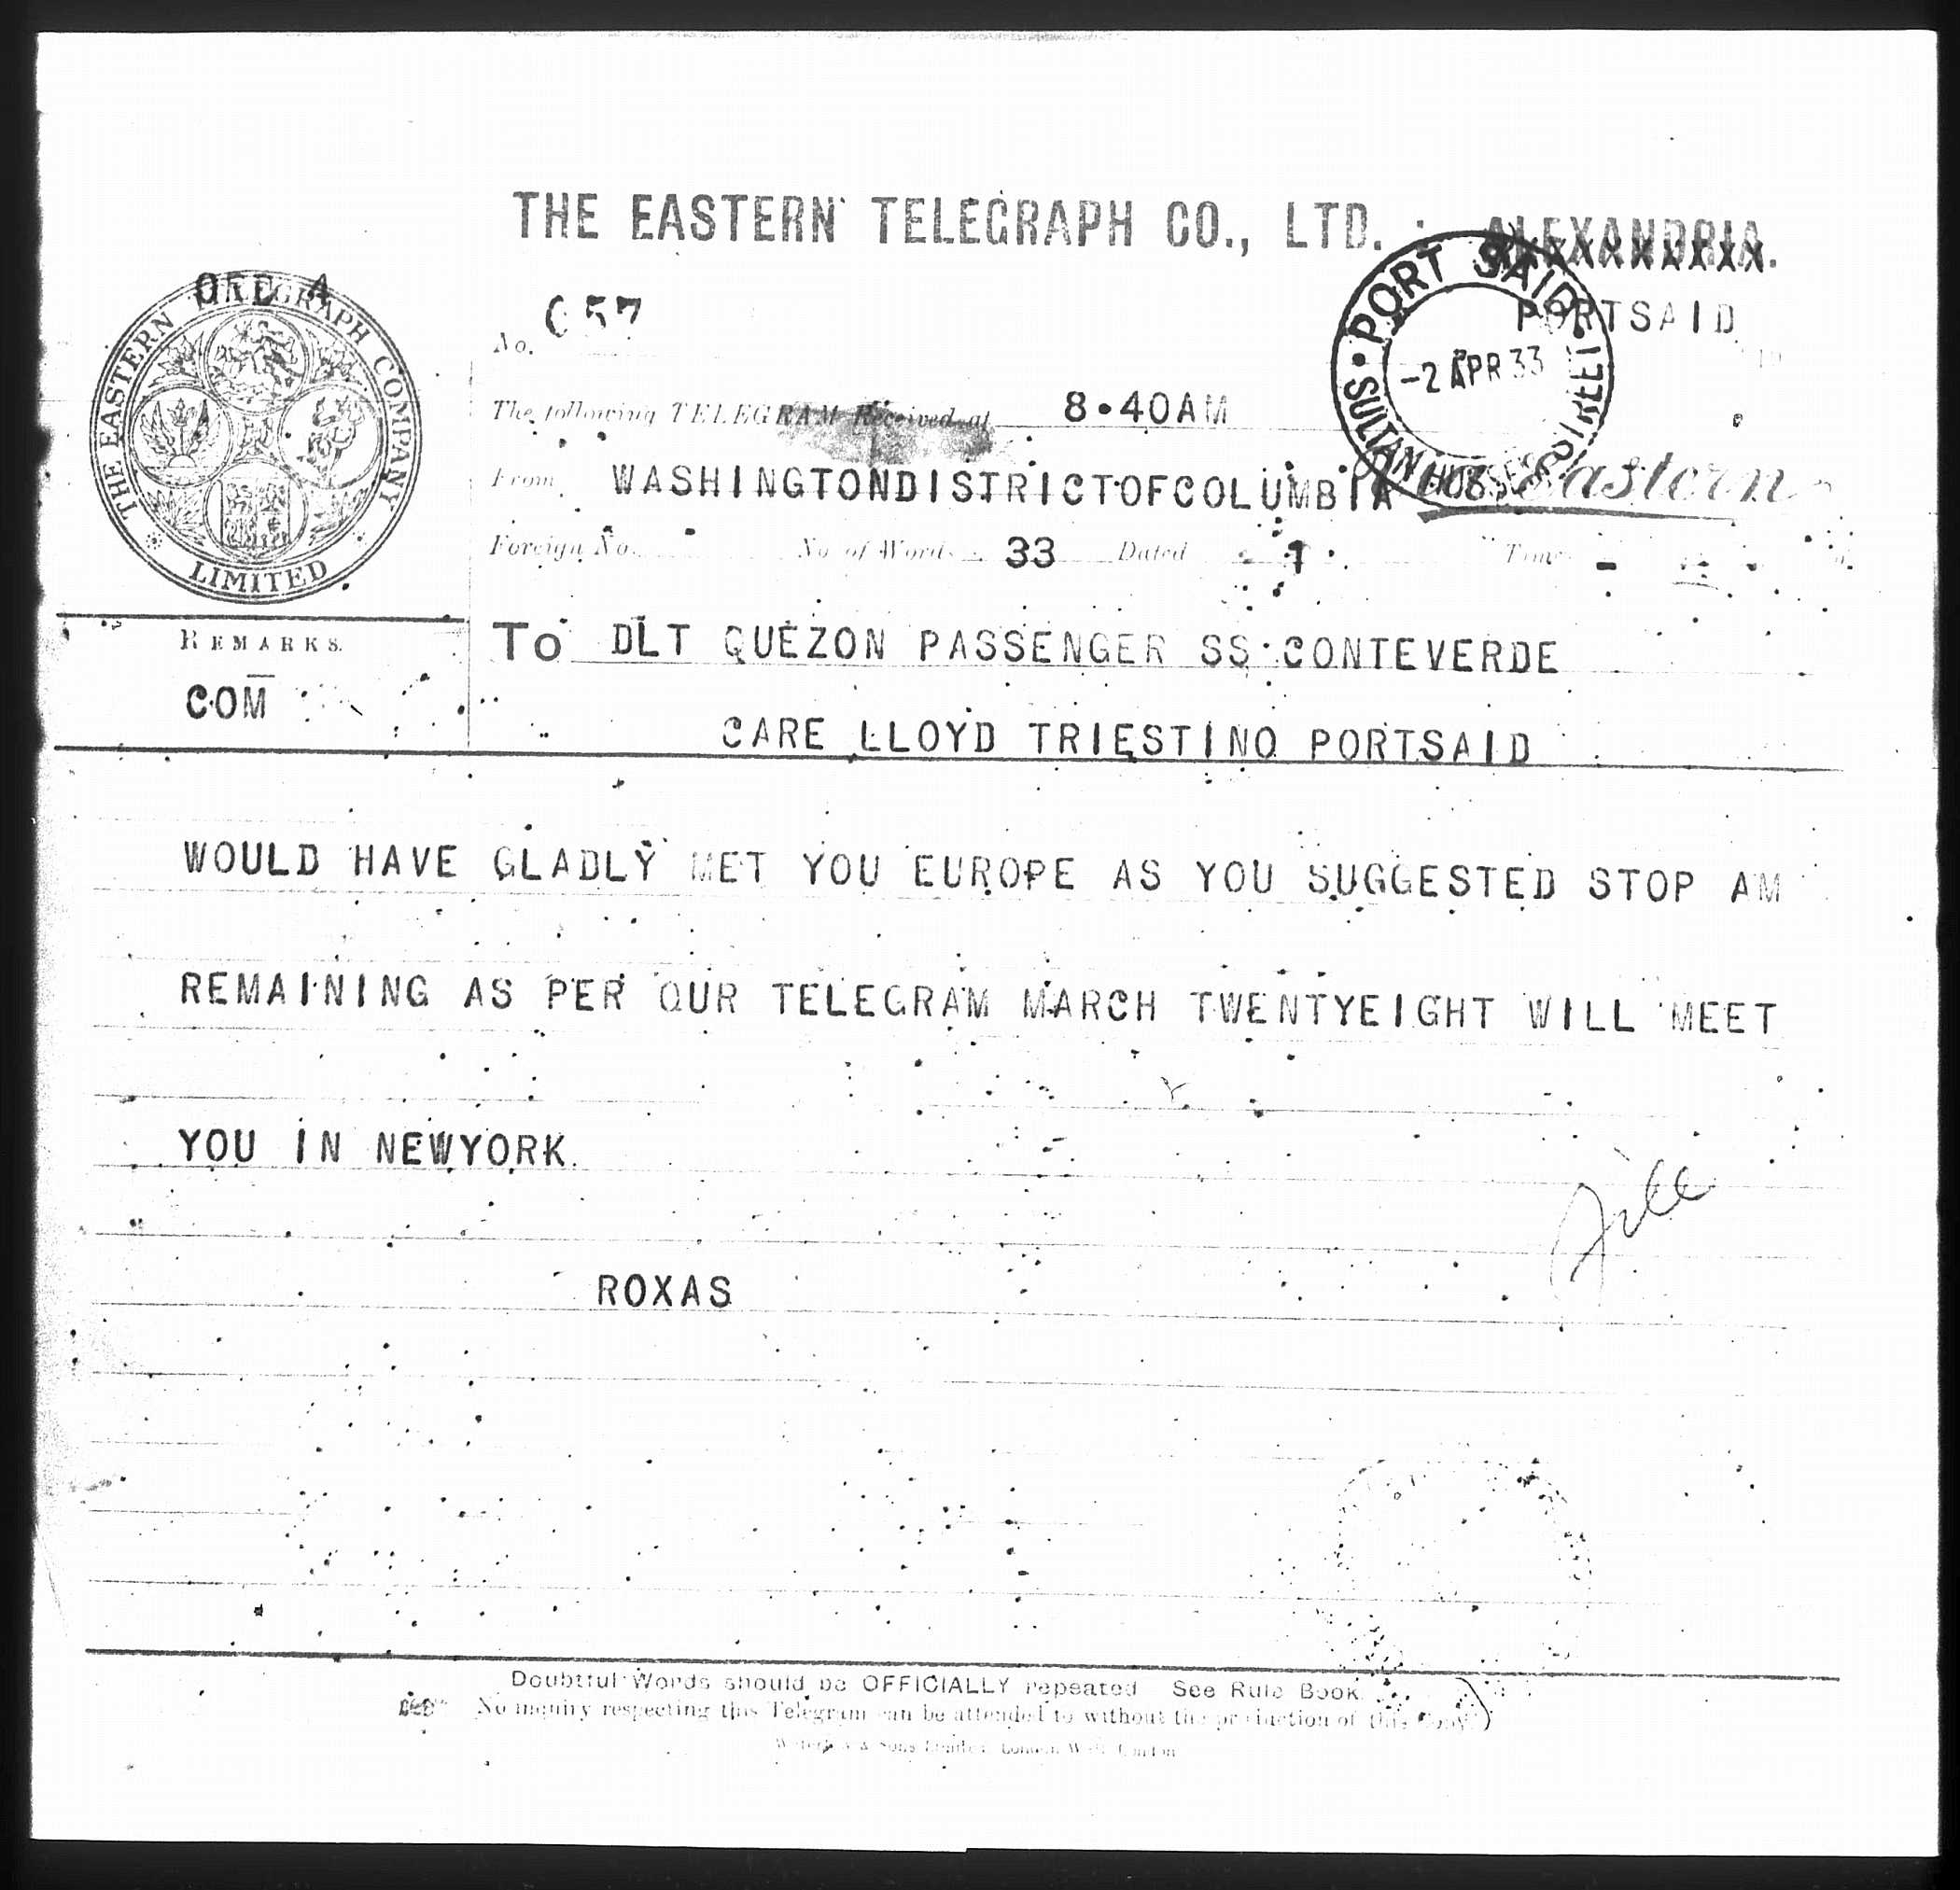 THE EASTERN TELEGRAPH CO., LTD. : ALEXANDRIA.
PORTSAID
PORT SAID
-2 APR 33
SULTAN HUSSEIN STREET
THE EASTERN TELEGRAPH COMPANY
LIMITED
No. 057
The following TELEGRAM Received at 8.40AM
From WASHINGTONDISTRICTOFCOLUMBIA Via Eastern
Foreign No. No. of Words 33 Dated 1 Time
REMARKS.
COM
To DLT QUEZON PASSENGER SS CONTEVERDE
CARE LLOYD TRIESTINO PORTSAID
WOULD HAVE GLADLY MET YOU EUROPE AS YOU SUGGESTED STOP AM
REMAINING AS PER OUR TELEGRAM MARCH TWENTYEIGHT WILL MEET
YOU IN NEWYORK
ROXAS
File
Doubtful Words should be OFFICIALLY repeated See Rule Book
No inquiry respecting this Telegram can be attended to without the production of this Copy